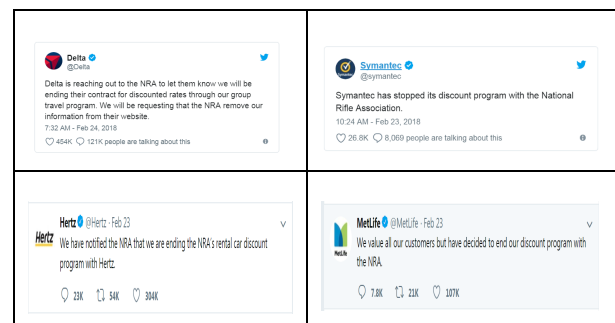 Delta
@Delta
Delta is reaching out to the NRA to let them know we will be
ending their contract for discounted rates through our group
travel program. We will be requesting that the NRA remove our
information from their website.
7:32 AM - Feb 24, 2018
454K 121K people are talking about this
Symantec
@symantec
Symantec has stopped its discount program with the National
Rifle Association.
10:24 AM - Feb 23, 2018
26.8K 8,069 people are talking about this
Hertz
Hertz @Hertz · Feb 23
We have notified the NRA that we are ending the NRA's rental car discount
program with Hertz.
23K 54K 304K
MetLife
MetLife @MetLife · Feb 23
We value all our customers but have decided to end our discount program with
the NRA.
7.8K 21K 107K